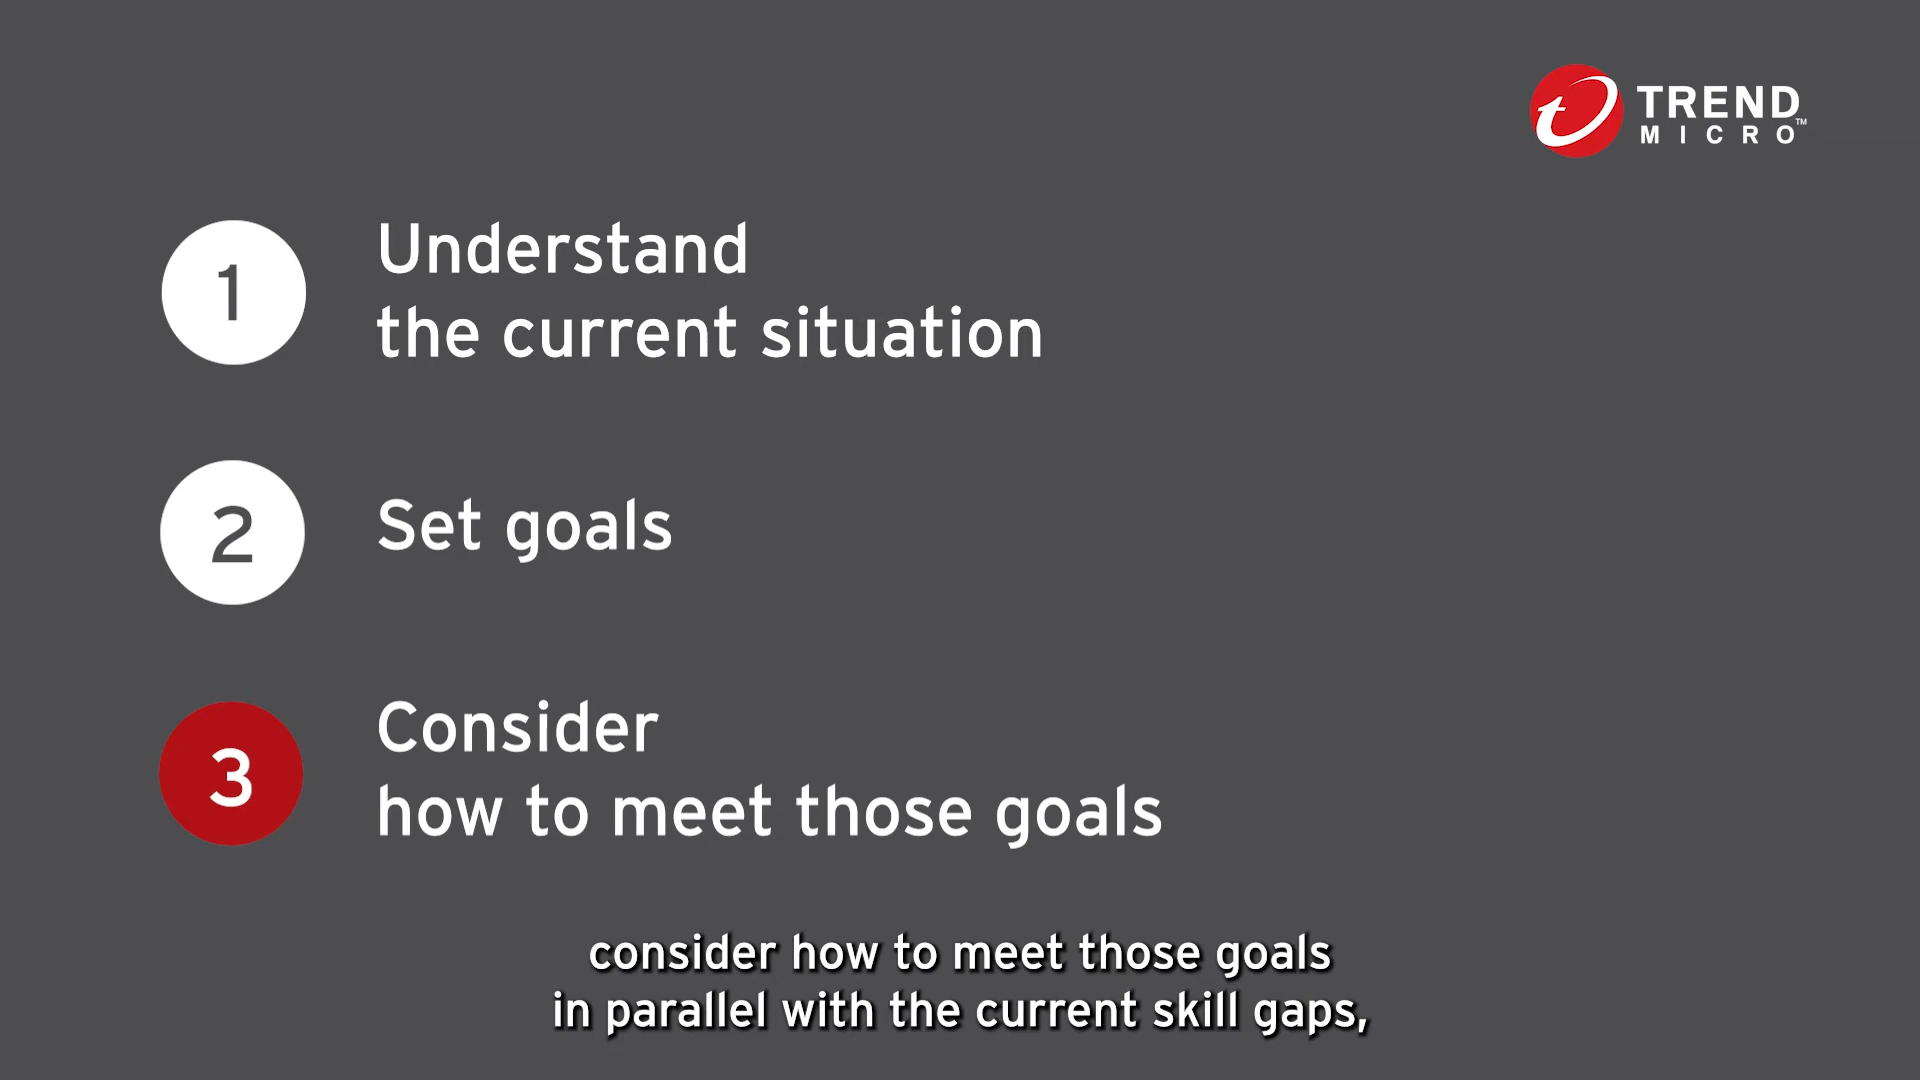 TREND
MICRO™
1
Understand
the current situation
2
Set goals
3
Consider
how to meet those goals
consider how to meet those goals
in parallel with the current skill gaps,